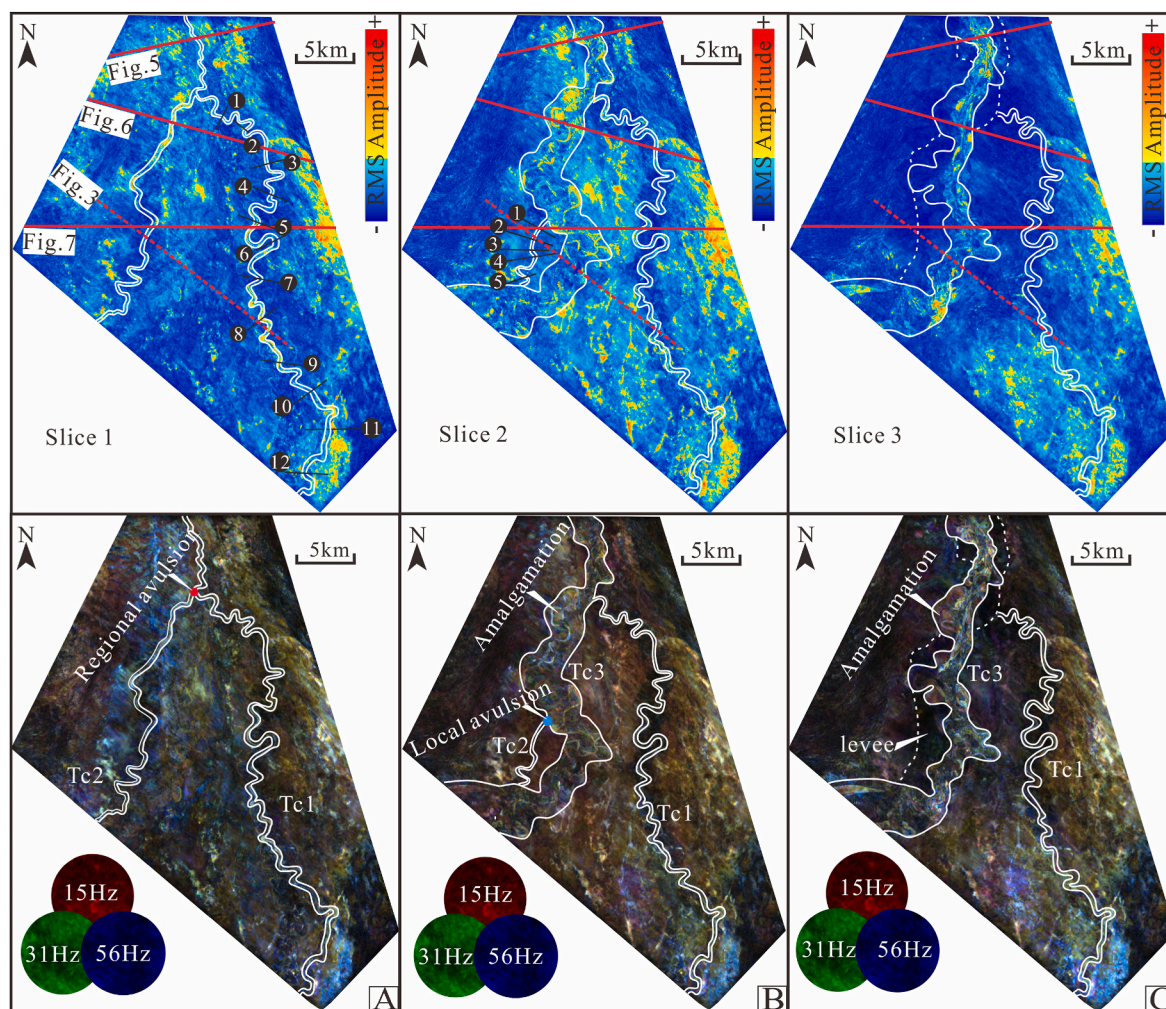 N
5km
+
RMS Amplitude
-
Fig.5
Fig.6
Fig.3
Fig.7
1
2
3
4
5
6
7
8
9
10
11
12
Slice 1
N
5km
+
RMS Amplitude
-
1
2
3
4
5
Slice 2
N
5km
+
RMS Amplitude
-
Slice 3
N
5km
Regional avulsion
Tc2
Tc1
15Hz
31Hz
56Hz
A
N
5km
Amalgamation
Tc3
Local avulsion
Tc2
Tc1
15Hz
31Hz
56Hz
B
N
5km
Amalgamation
Tc3
levee
Tc1
15Hz
31Hz
56Hz
C